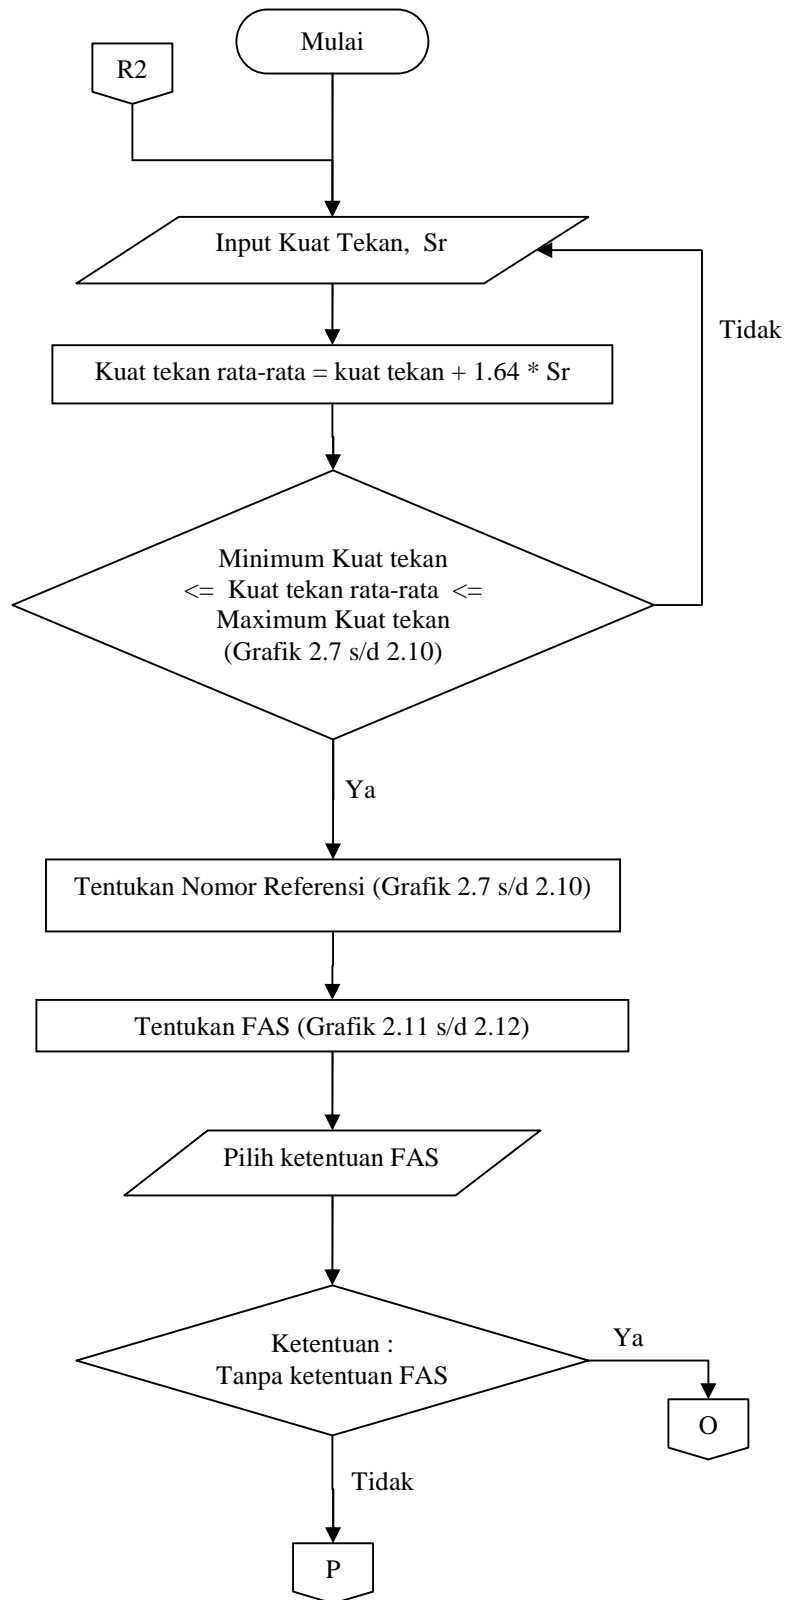 Mulai
R2
Input Kuat Tekan, Sr
Tidak
Kuat tekan rata-rata = kuat tekan + 1.64 * Sr
Minimum Kuat tekan
<= Kuat tekan rata-rata <=
Maximum Kuat tekan
(Grafik 2.7 s/d 2.10)
Ya
Tentukan Nomor Referensi (Grafik 2.7 s/d 2.10)
Tentukan FAS (Grafik 2.11 s/d 2.12)
Pilih ketentuan FAS
Ketentuan :
Tanpa ketentuan FAS
Ya
O
Tidak
P